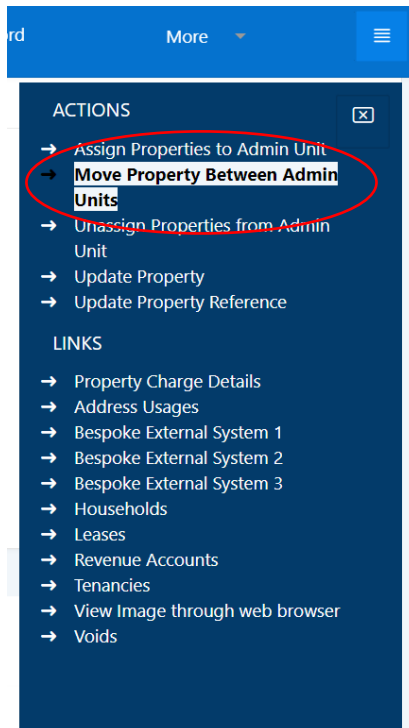 rd
More
ACTIONS
Assign Properties to Admin Unit
Move Property Between Admin
Units
Unassign Properties from Admin
Unit
Update Property
Update Property Reference
LINKS
Property Charge Details
Address Usages
Bespoke External System 1
Bespoke External System 2
Bespoke External System 3
Households
Leases
Revenue Accounts
Tenancies
View Image through web browser
Voids